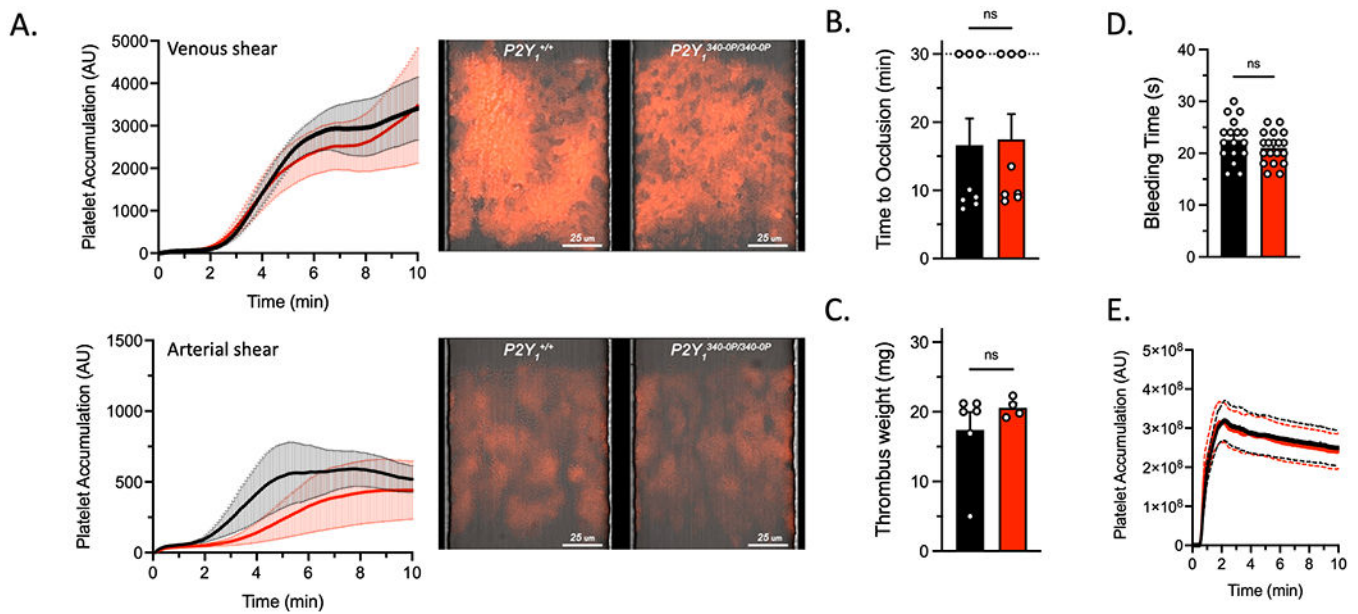 A.
Venous shear
Platelet Accumulation (AU)
5000
4000
3000
2000
1000
0
0 2 4 6 8 10
Time (min)
P2Y₁⁺/⁺
25 um
P2Y₁³⁴⁰⁻⁰ᴾ/³⁴⁰⁻⁰ᴾ
25 um
Arterial shear
Platelet Accumulation (AU)
1500
1000
500
0
0 2 4 6 8 10
Time (min)
P2Y₁⁺/⁺
25 um
P2Y₁³⁴⁰⁻⁰ᴾ/³⁴⁰⁻⁰ᴾ
25 um
B.
ns
Time to Occlusion (min)
30
20
10
0
C.
ns
Thrombus weight (mg)
30
20
10
0
D.
ns
Bleeding Time (s)
40
30
20
10
0
E.
Platelet Accumulation (AU)
5×10⁸
4×10⁸
3×10⁸
2×10⁸
1×10⁸
0
0 2 4 6 8 10
Time (min)